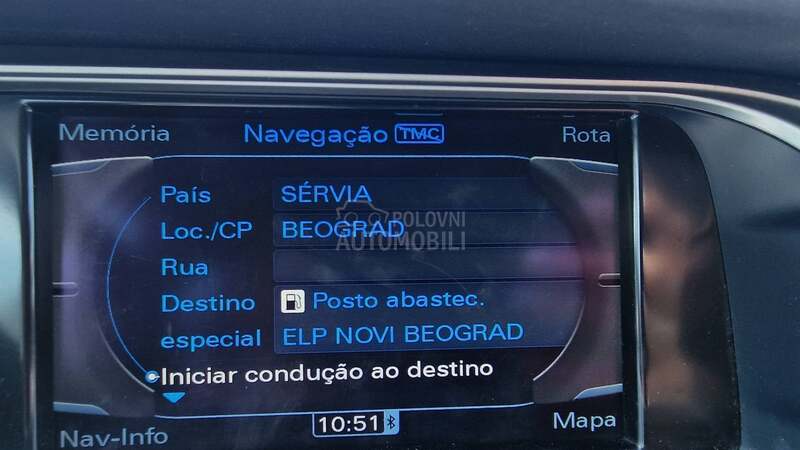 Memória Navegação TMC Rota
País SÉRVIA
Loc./CP BEOGRAD
POLOVNI
AUTOMOBILI
Rua
Destino Posto abastec.
especial ELP NOVI BEOGRAD
Iniciar condução ao destino
Nav-Info 10:51 Mapa